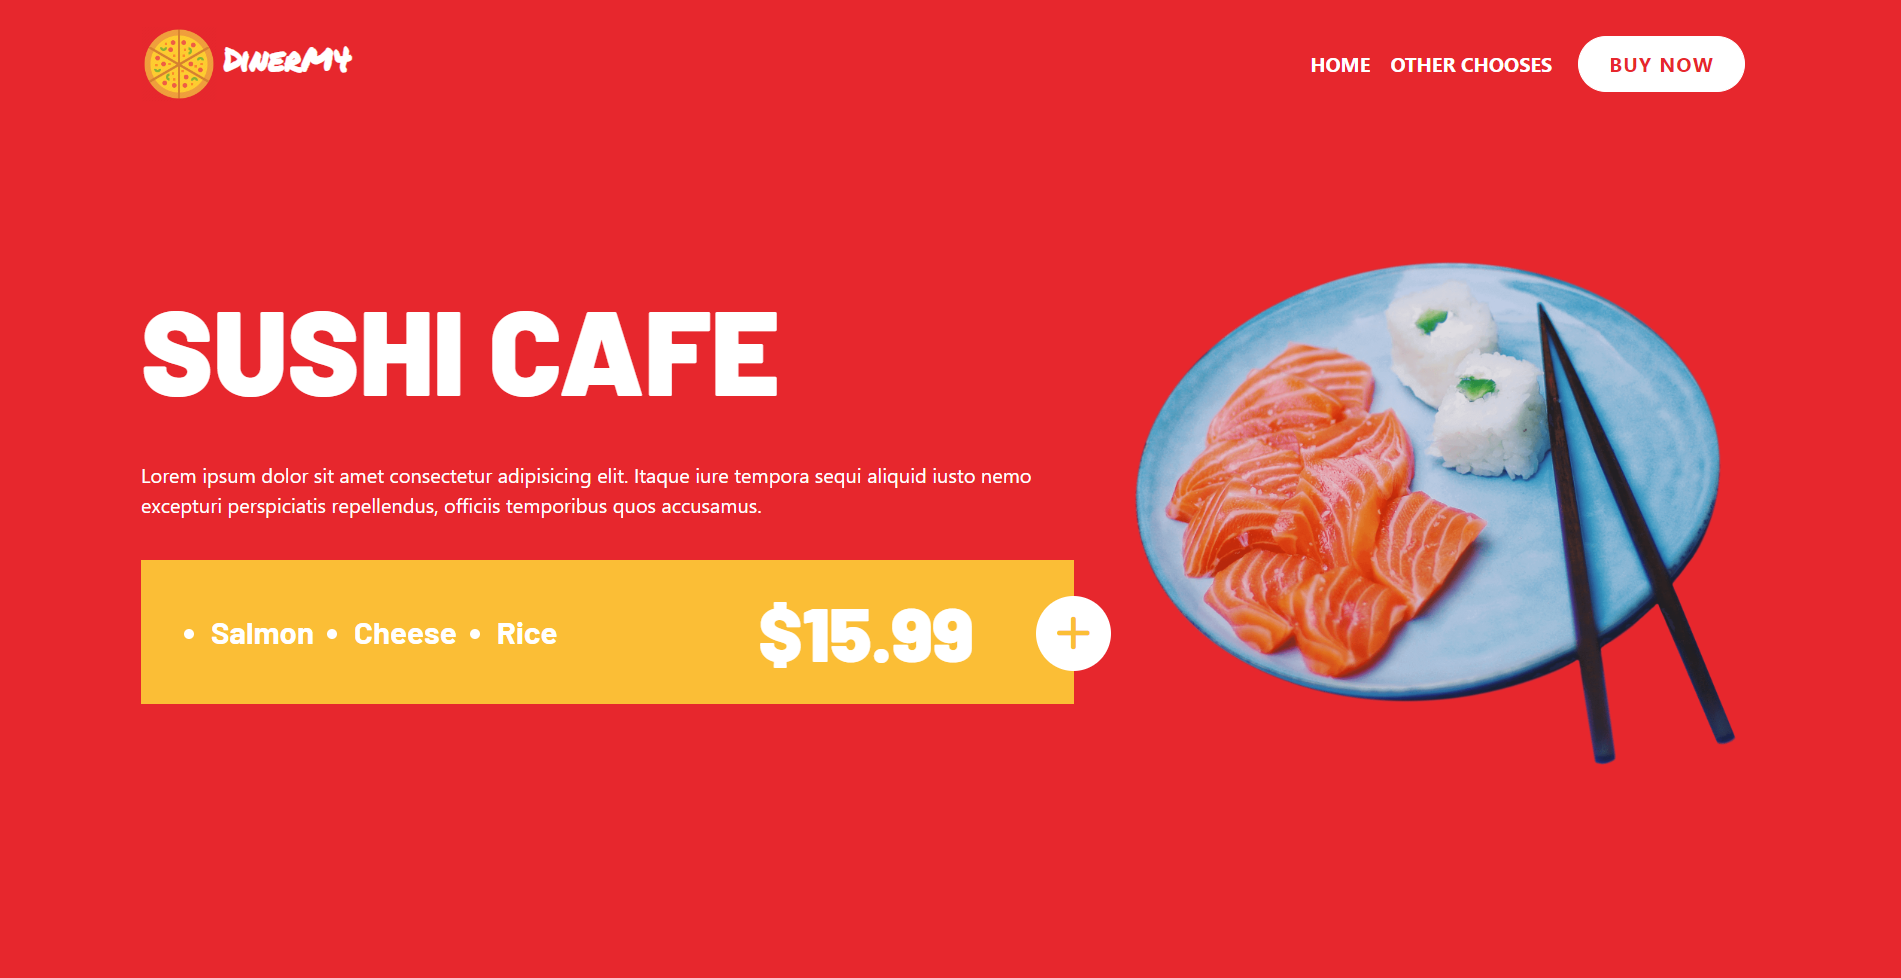 DinerM4
HOME OTHER CHOOSES BUY NOW
SUSHI CAFE
Lorem ipsum dolor sit amet consectetur adipisicing elit. Itaque iure tempora sequi aliquid iusto nemo
excepturi perspiciatis repellendus, officiis temporibus quos accusamus.
• Salmon • Cheese • Rice
$15.99
+